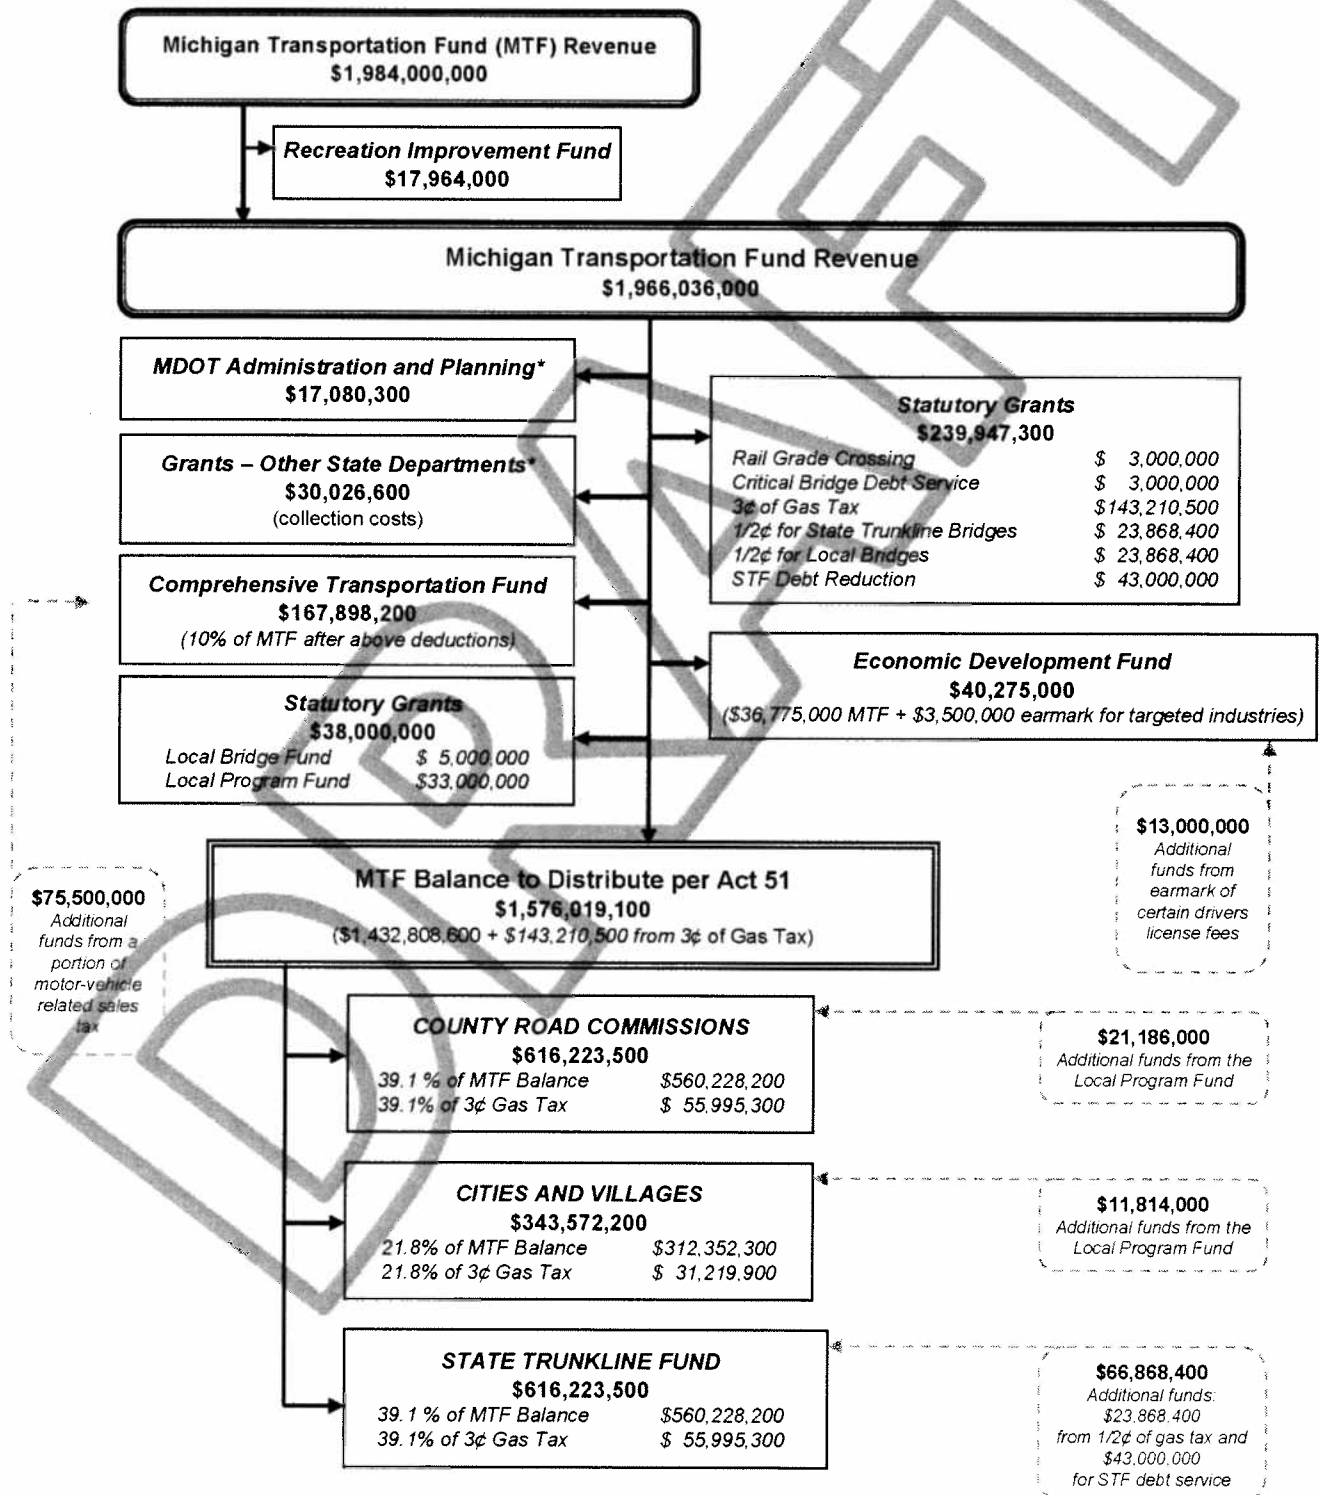 Michigan Transportation Fund (MTF) Revenue
$1,984,000,000
Recreation Improvement Fund
$17,964,000
Michigan Transportation Fund Revenue
$1,966,036,000
MDOT Administration and Planning*
$17,080,300
Statutory Grants
$239,947,300
Rail Grade Crossing $ 3,000,000
Critical Bridge Debt Service $ 3,000,000
3¢ of Gas Tax $143,210,500
1/2¢ for State Trunkline Bridges $ 23,868,400
1/2¢ for Local Bridges $ 23,868,400
STF Debt Reduction $ 43,000,000
Grants – Other State Departments*
$30,026,600
(collection costs)
Comprehensive Transportation Fund
$167,898,200
(10% of MTF after above deductions)
Economic Development Fund
$40,275,000
($36,775,000 MTF + $3,500,000 earmark for targeted industries)
Statutory Grants
$38,000,000
Local Bridge Fund $ 5,000,000
Local Program Fund $33,000,000
$13,000,000
Additional
funds from
earmark of
certain drivers
license fees
MTF Balance to Distribute per Act 51
$1,576,019,100
($1,432,808,600 + $143,210,500 from 3¢ of Gas Tax)
$75,500,000
Additional
funds from a
portion of
motor-vehicle
related sales
tax
COUNTY ROAD COMMISSIONS
$616,223,500
39.1 % of MTF Balance $560,228,200
39.1% of 3¢ Gas Tax $ 55,995,300
$21,186,000
Additional funds from the
Local Program Fund
CITIES AND VILLAGES
$343,572,200
21.8% of MTF Balance $312,352,300
21.8% of 3¢ Gas Tax $ 31,219,900
$11,814,000
Additional funds from the
Local Program Fund
STATE TRUNKLINE FUND
$616,223,500
39.1 % of MTF Balance $560,228,200
39.1% of 3¢ Gas Tax $ 55,995,300
$66,868,400
Additional funds:
$23,868,400
from 1/2¢ of gas tax and
$43,000,000
for STF debt service
DRAFT